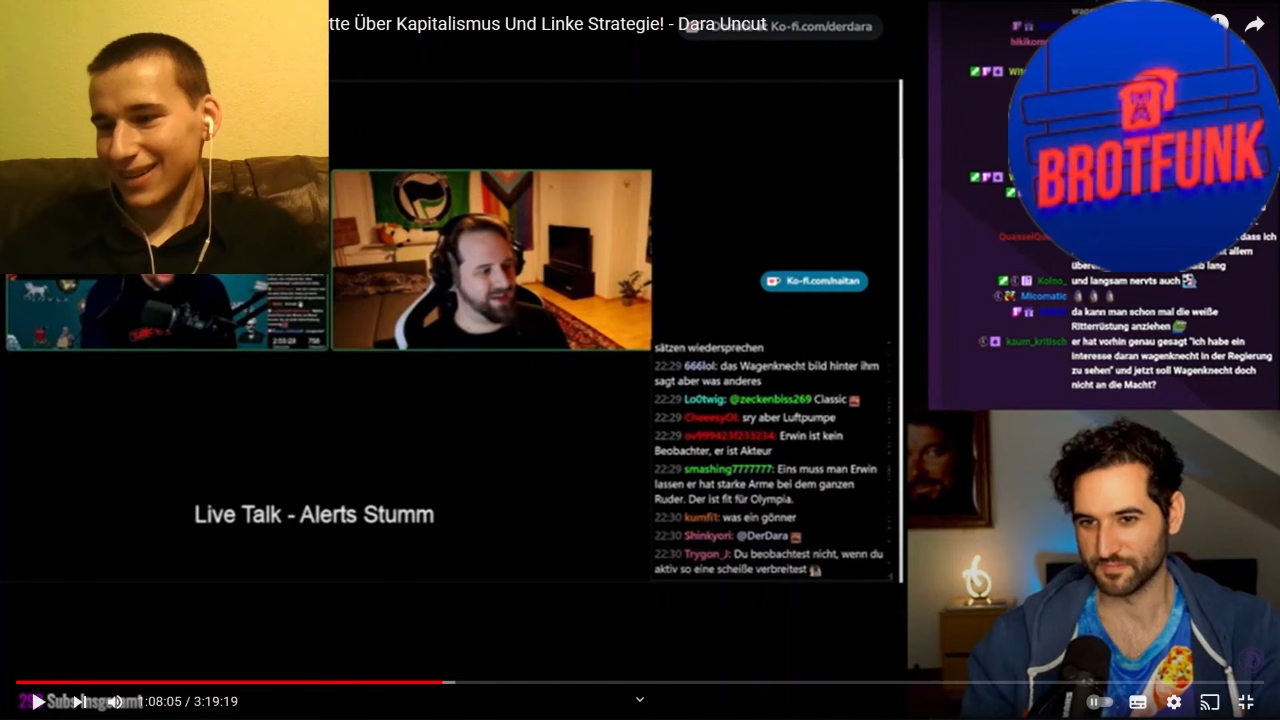 tte Über Kapitalismus Und Linke Strategie! - Dara Uncut
Ko-fi.com/derdara
BROTFUNK
dass ich
allem
lang
Kolno_ und langsam nervts auch
Micomatic
da kann man schon mal die weiße
Ritterrüstung anziehen
kaum_kritisch er hat vorhin genau gesagt "ich habe ein
Interesse daran wagenknecht in der Regierung
zu sehen" und jetzt soll Wagenknecht doch
nicht an die Macht?
Ko-fi.com/haitan
sätzen wiedersprechen
22:29 666lol: das Wagenknecht bild hinter ihm
sagt aber was anderes
22:29 Lo0twig: @zeckenbiss269 Classic
22:29 CheeesyOl: sry aber Luftpumpe
22:29 Erwin ist kein
Beobachter, er ist Akteur
22:29 smashing7777777: Eins muss man Erwin
lassen er hat starke Arme bei dem ganzen
Ruder. Der ist fit für Olympia.
22:30 kumfi1: was ein gönner
22:30 Shinkyori: @DerDara
22:30 Trygon_J: Du beobachtest nicht, wenn du
aktiv so eine scheiße verbreitest
2:55:23 758
Live Talk - Alerts Stumm
1:08:05 / 3:19:19